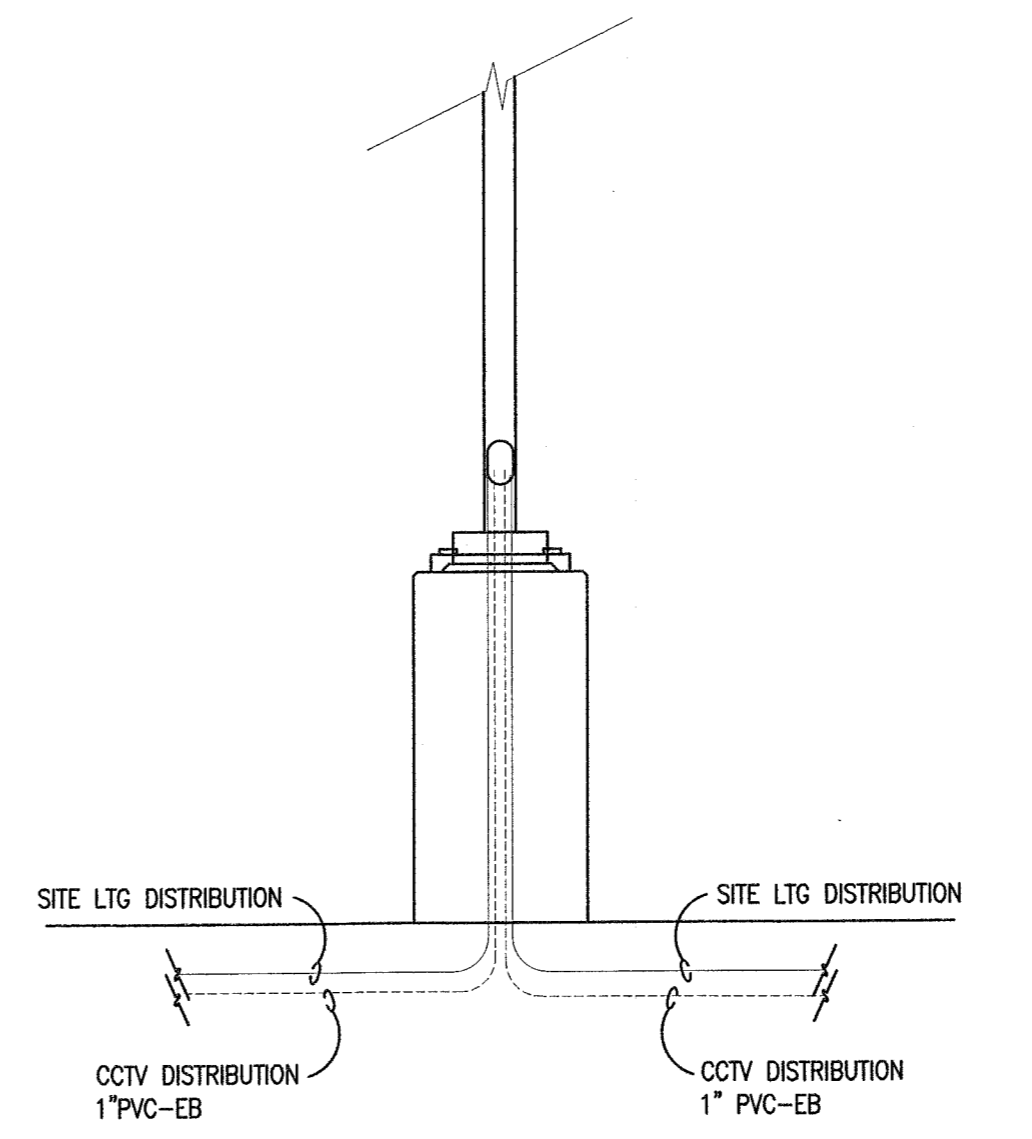 SITE LTG DISTRIBUTION
SITE LTG DISTRIBUTION
CCTV DISTRIBUTION
1"PVC-EB
CCTV DISTRIBUTION
1" PVC-EB